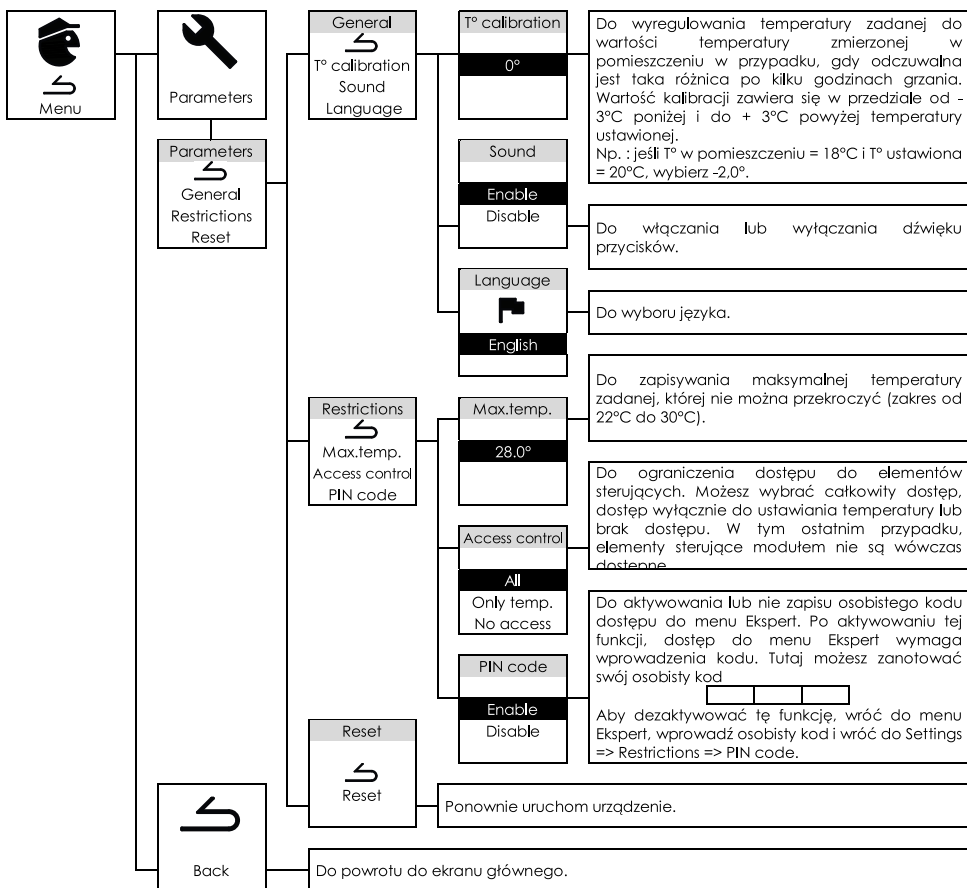 Menu
Parameters
Parameters
General
Restrictions
Reset
General
T° calibration
Sound
Language
T° calibration
0°
Do wyregulowania temperatury zadanej do
wartości temperatury zmierzonej w
pomieszczeniu w przypadku, gdy odczuwalna
jest taka różnica po kilku godzinach grzania.
Wartość kalibracji zawiera się w przedziale od -
3°C poniżej i do + 3°C powyżej temperatury
ustawionej.
Np. : jeśli T° w pomieszczeniu = 18°C i T° ustawiona
= 20°C, wybierz -2,0°.
Sound
Enable
Disable
Do włączania lub wyłączania dźwięku
przycisków.
Language
English
Do wyboru języka.
Restrictions
Max.temp.
Access control
PIN code
Max.temp.
28.0°
Do zapisywania maksymalnej temperatury
zadanej, której nie można przekroczyć (zakres od
22°C do 30°C).
Access control
All
Only temp.
No access
Do ograniczenia dostępu do elementów
sterujących. Możesz wybrać całkowity dostęp,
dostęp wyłącznie do ustawiania temperatury lub
brak dostępu. W tym ostatnim przypadku,
elementy sterujące modułem nie są wówczas
dostępne
PIN code
Enable
Disable
Do aktywowania lub nie zapisu osobistego kodu
dostępu do menu Ekspert. Po aktywowaniu tej
funkcji, dostęp do menu Ekspert wymaga
wprowadzenia kodu. Tutaj możesz zanotować
swój osobisty kod
Aby dezaktywować tę funkcję, wróć do menu
Ekspert, wprowadź osobisty kod i wróć do Settings
=> Restrictions => PIN code.
Reset
Reset
Ponownie uruchom urządzenie.
Back
Do powrotu do ekranu głównego.